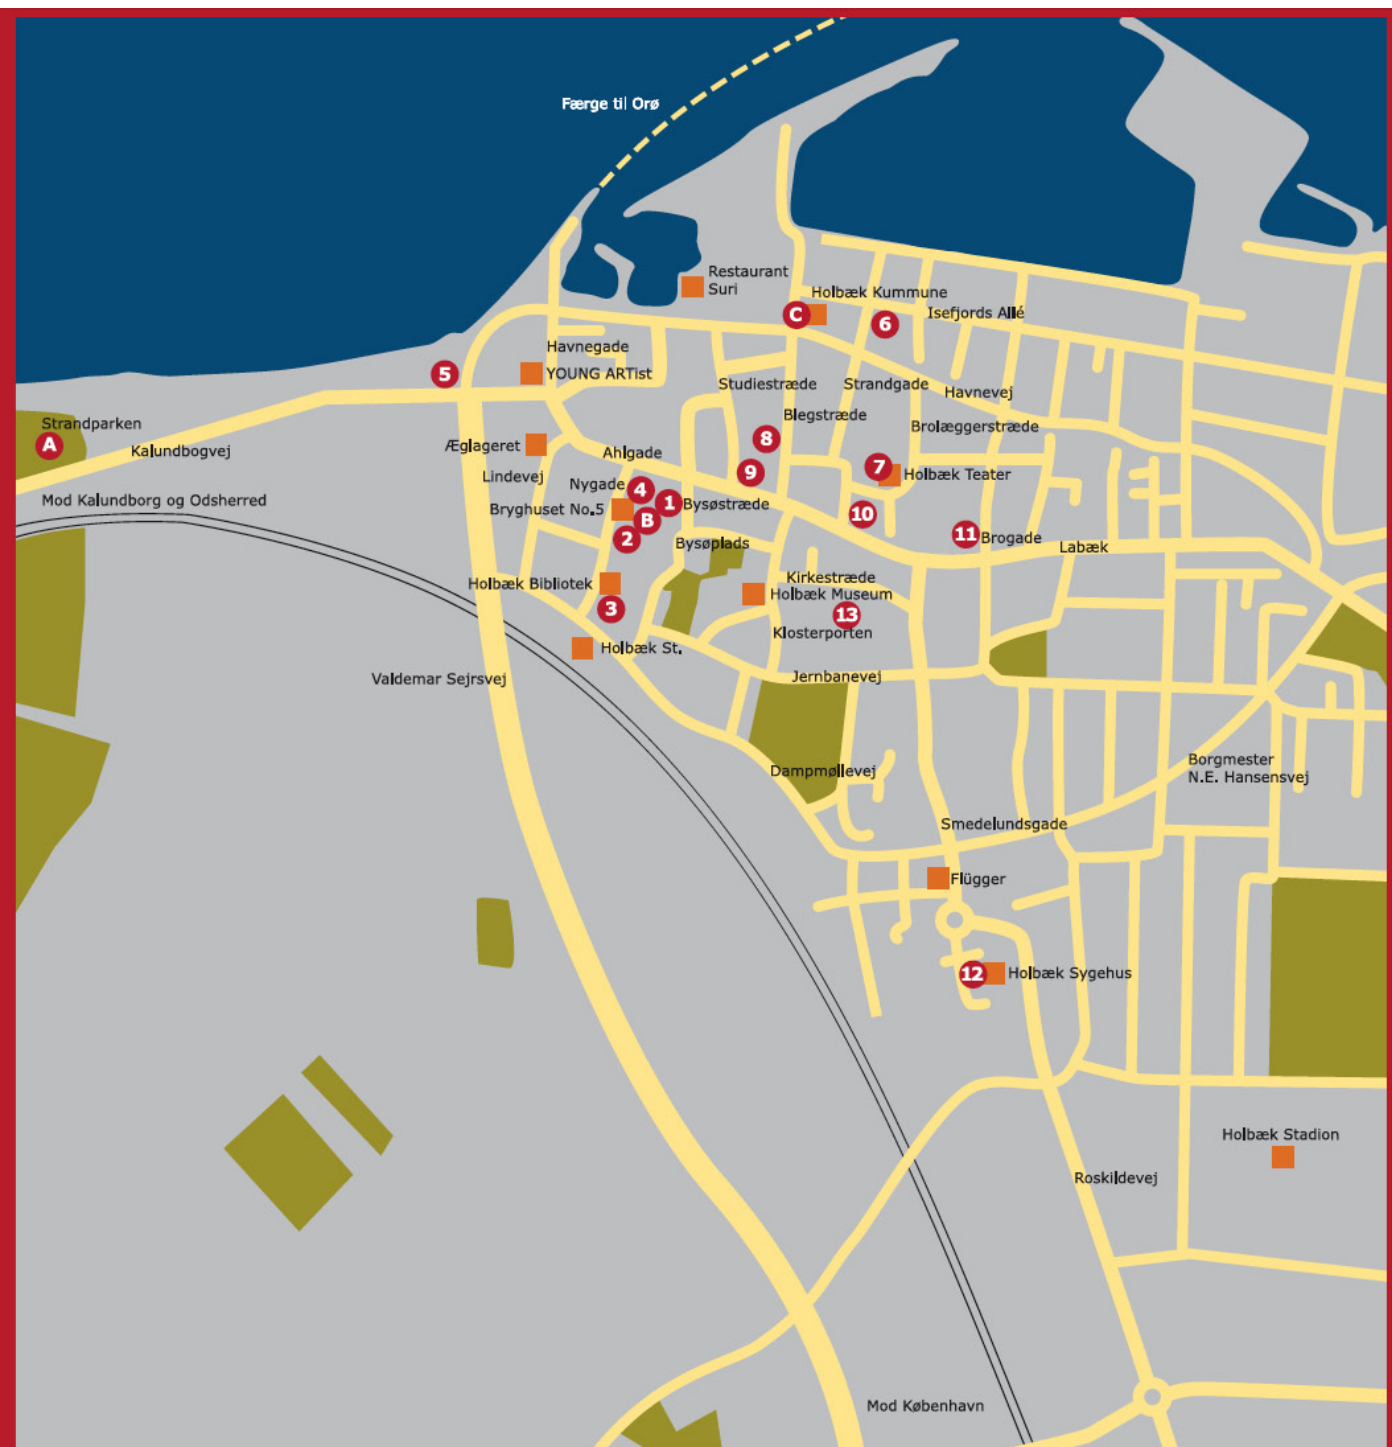 Færge til Orø
Restaurant
Suri
Holbæk Kummune
C
6
Isefjords Allé
Havnegade
5
YOUNG ARTist
Studiestræde
Strandgade
Havnevej
Strandparken
A
Kalundbogvej
Blegstræde
Brolæggerstræde
Æglageret
Ahlgade
8
Lindevej
9
7
Holbæk Teater
Nygade
4
Mod Kalundborg og Odsherred
Bryghuset No.5
1
Bysøstræde
B
10
2
Bysøplads
11
Brogade
Labæk
Holbæk Bibliotek
Kirkestræde
Holbæk Museum
3
13
Klosterporten
Holbæk St.
Valdemar Sejrsvej
Jernbanevej
Dampmøllevej
Borgmester
N.E. Hansensvej
Smedelundsgade
Flügger
12
Holbæk Sygehus
Holbæk Stadion
Roskildevej
Mod København